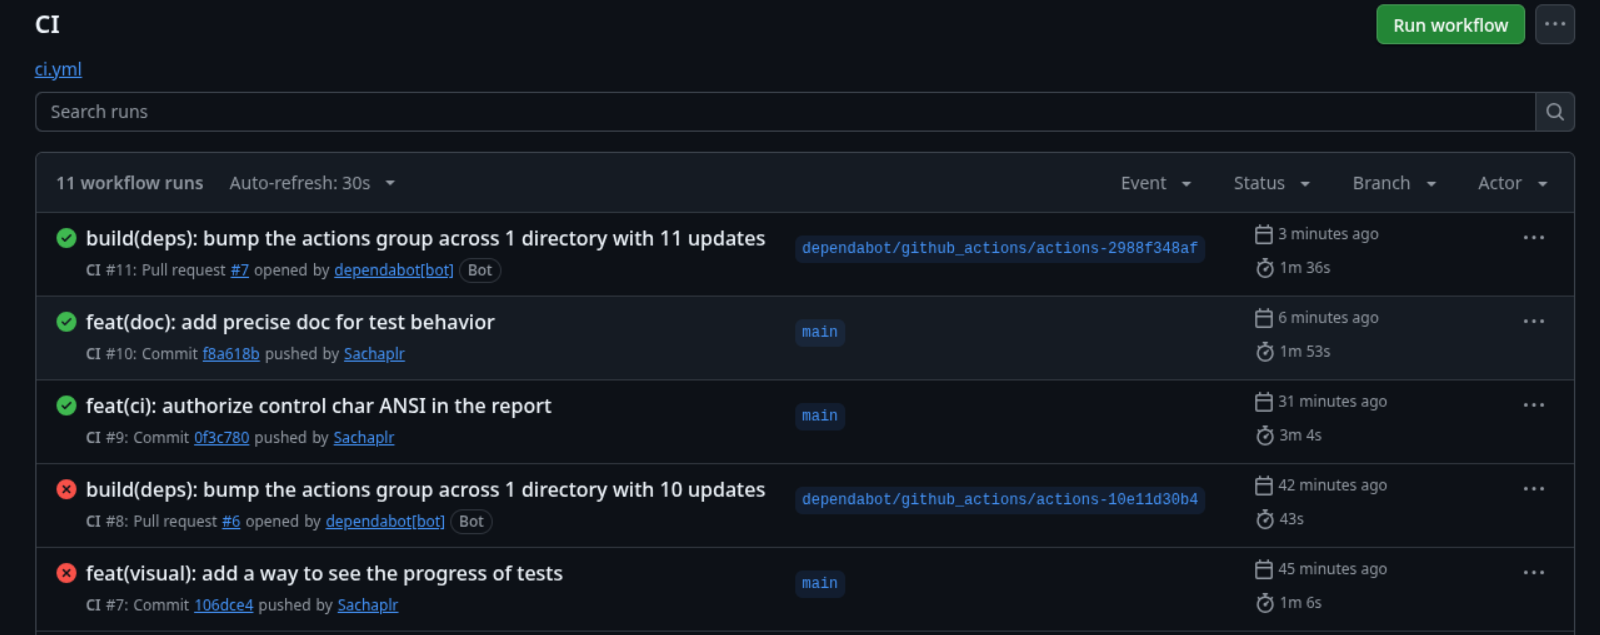 CI
Run workflow
ci.yml
Search runs
11 workflow runs Auto-refresh: 30s Event Status Branch Actor
build(deps): bump the actions group across 1 directory with 11 updates
CI #11: Pull request #7 opened by dependabot[bot] Bot
dependabot/github_actions/actions-2988f348af
3 minutes ago
1m 36s
feat(doc): add precise doc for test behavior
CI #10: Commit f8a618b pushed by Sachaplr
main
6 minutes ago
1m 53s
feat(ci): authorize control char ANSI in the report
CI #9: Commit 0f3c780 pushed by Sachaplr
main
31 minutes ago
3m 4s
build(deps): bump the actions group across 1 directory with 10 updates
CI #8: Pull request #6 opened by dependabot[bot] Bot
dependabot/github_actions/actions-10e11d30b4
42 minutes ago
43s
feat(visual): add a way to see the progress of tests
CI #7: Commit 106dce4 pushed by Sachaplr
main
45 minutes ago
1m 6s